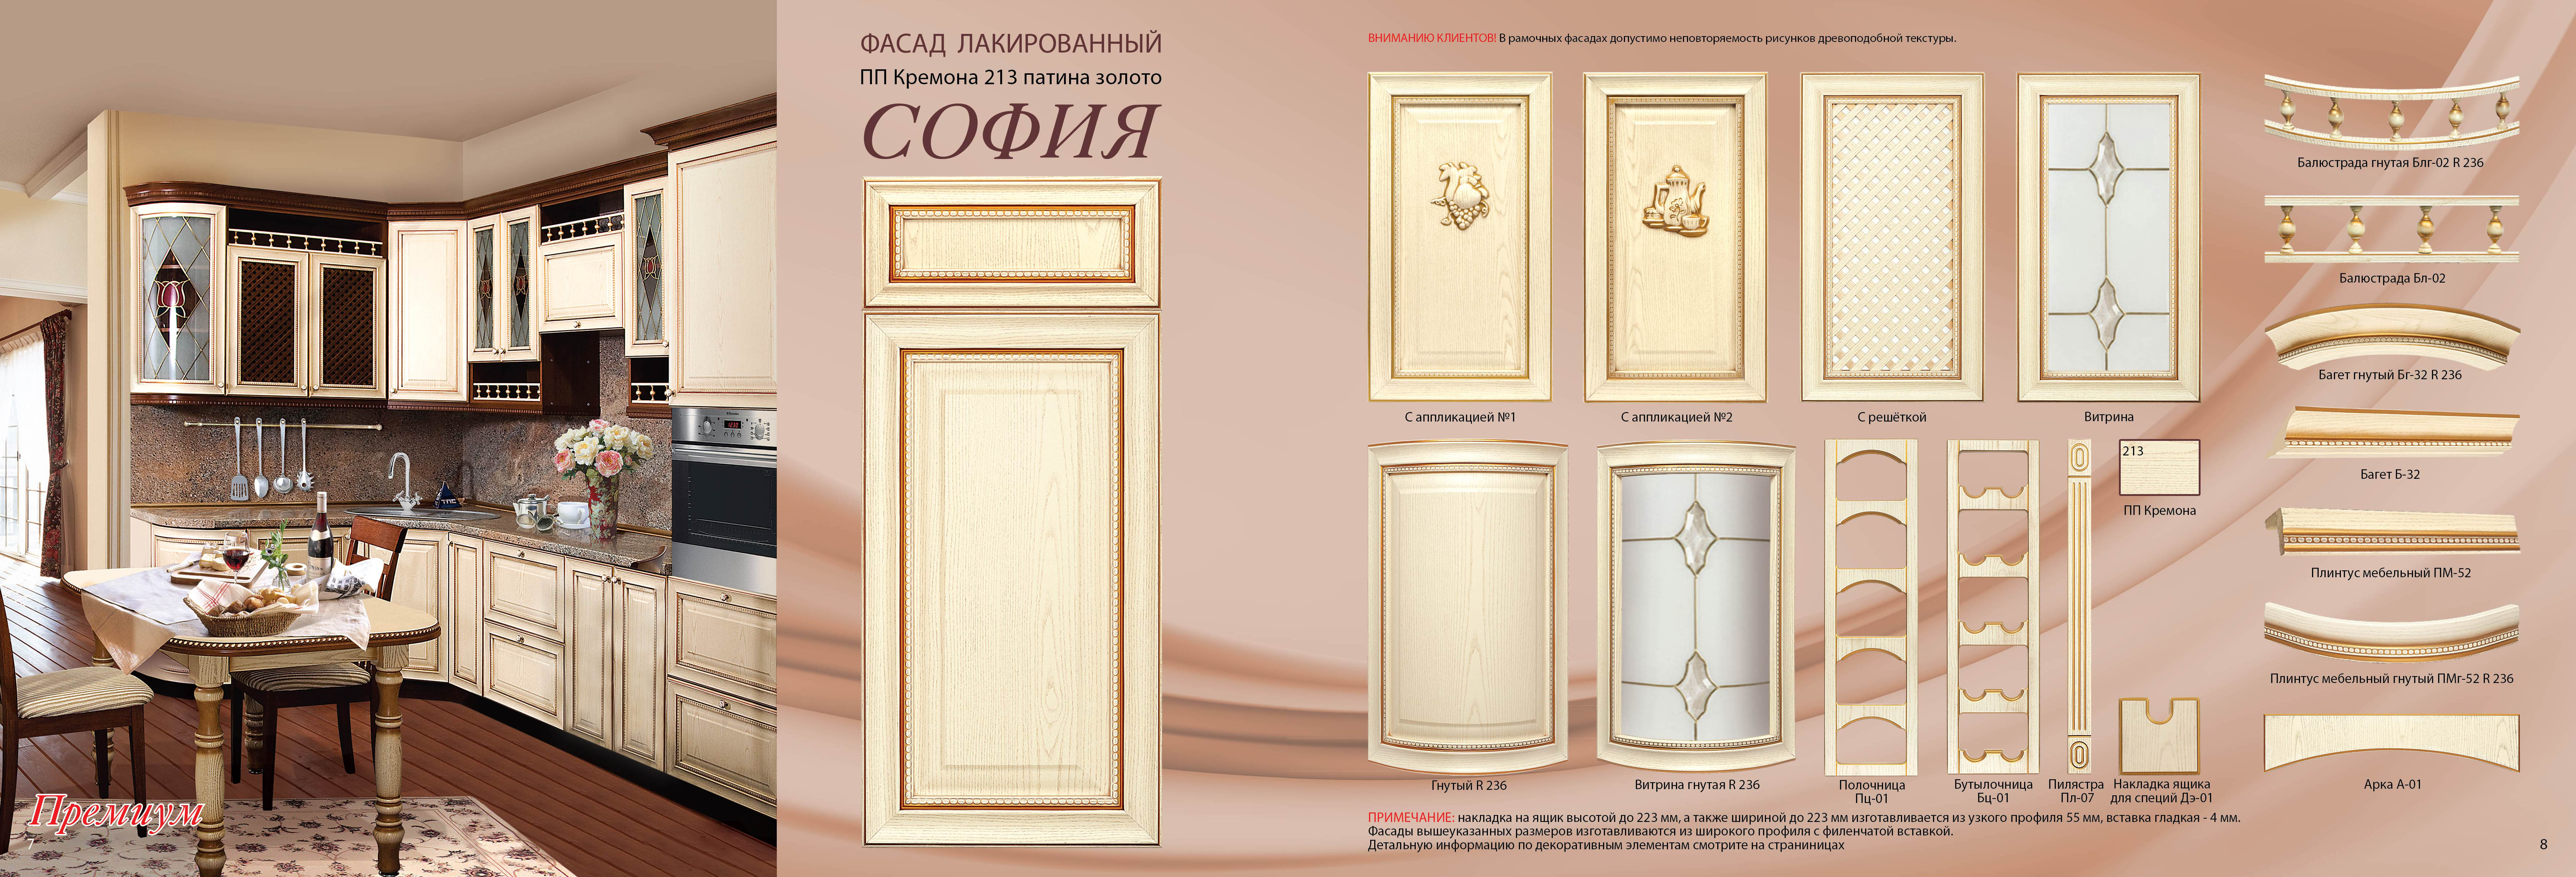 Премиум
7
ФАСАД ЛАКИРОВАННЫЙ
ПП Кремона 213 патина золото
СОФИЯ
ВНИМАНИЮ КЛИЕНТОВ! В рамочных фасадах допустимо неповторяемость рисунков древоподобной текстуры.
С аппликацией №1
С аппликацией №2
С решёткой
Витрина
Гнутый R 236
Витрина гнутая R 236
Полочница
Пц-01
Бутылочница
Бц-01
Пилястра
Пл-07
213
ПП Кремона
Накладка ящика
для специй Дэ-01
Балюстрада гнутая Блг-02 R 236
Балюстрада Бл-02
Багет гнутый Бг-32 R 236
Багет Б-32
Плинтус мебельный ПМ-52
Плинтус мебельный гнутый ПМг-52 R 236
Арка А-01
ПРИМЕЧАНИЕ: накладка на ящик высотой до 223 мм, а также шириной до 223 мм изготавливается из узкого профиля 55 мм, вставка гладкая - 4 мм.
Фасады вышеуказанных размеров изготавливаются из широкого профиля с филенчатой вставкой.
Детальную информацию по декоративным элементам смотрите на страниницах
8